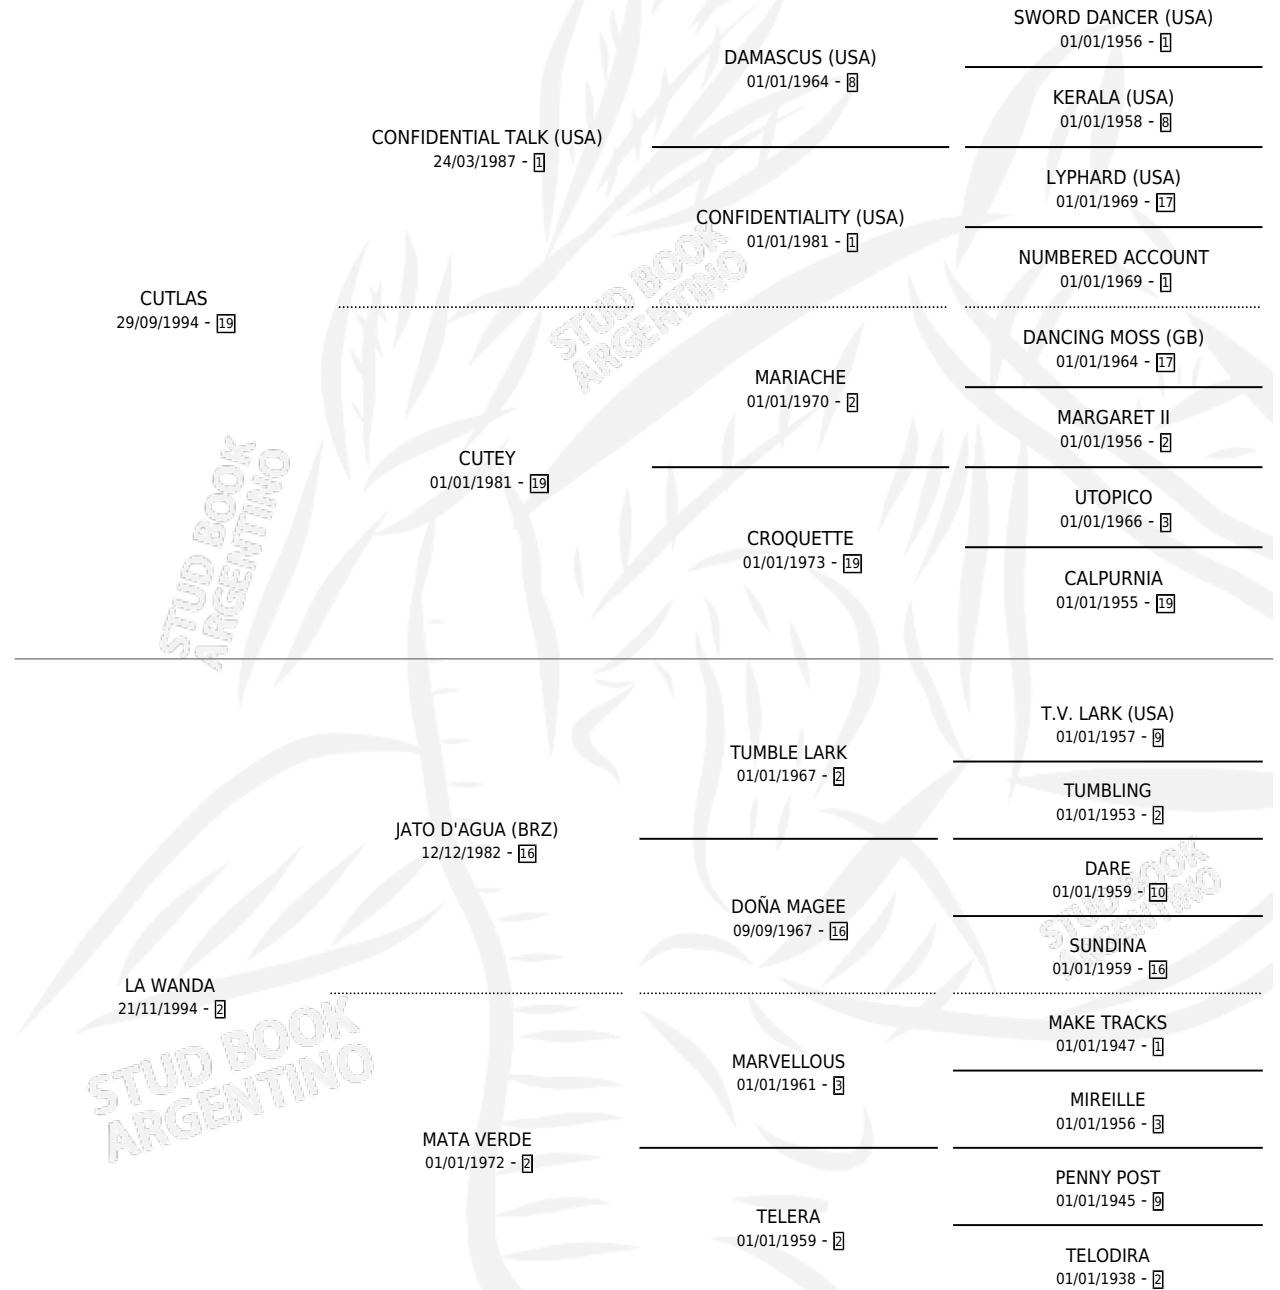 SWORD DANCER (USA)
01/01/1956 - 1
DAMASCUS (USA)
01/01/1964 - 8
KERALA (USA)
01/01/1958 - 8
CONFIDENTIAL TALK (USA)
24/03/1987 - 1
LYPHARD (USA)
01/01/1969 - 17
CONFIDENTIALITY (USA)
01/01/1981 - 1
NUMBERED ACCOUNT
01/01/1969 - 1
CUTLAS
29/09/1994 - 19
STUD BOOK
ARGENTINO
DANCING MOSS (GB)
01/01/1964 - 17
MARIACHE
01/01/1970 - 2
MARGARET II
01/01/1956 - 2
CUTEY
01/01/1981 - 19
UTOPICO
01/01/1966 - 3
CROQUETTE
01/01/1973 - 19
CALPURNIA
01/01/1955 - 19
STUD BOOK
ARGENTINO
T.V. LARK (USA)
01/01/1957 - 9
TUMBLE LARK
01/01/1967 - 2
TUMBLING
01/01/1953 - 2
JATO D'AGUA (BRZ)
12/12/1982 - 16
DARE
01/01/1959 - 10
DOÑA MAGEE
09/09/1967 - 16
STUD BOOK
ARGENTINO
SUNDINA
01/01/1959 - 16
LA WANDA
21/11/1994 - 2
MAKE TRACKS
01/01/1947 - 1
STUD BOOK
ARGENTINO
MARVELLOUS
01/01/1961 - 3
MIREILLE
01/01/1956 - 3
MATA VERDE
01/01/1972 - 2
PENNY POST
01/01/1945 - 9
TELERA
01/01/1959 - 2
TELODIRA
01/01/1938 - 2